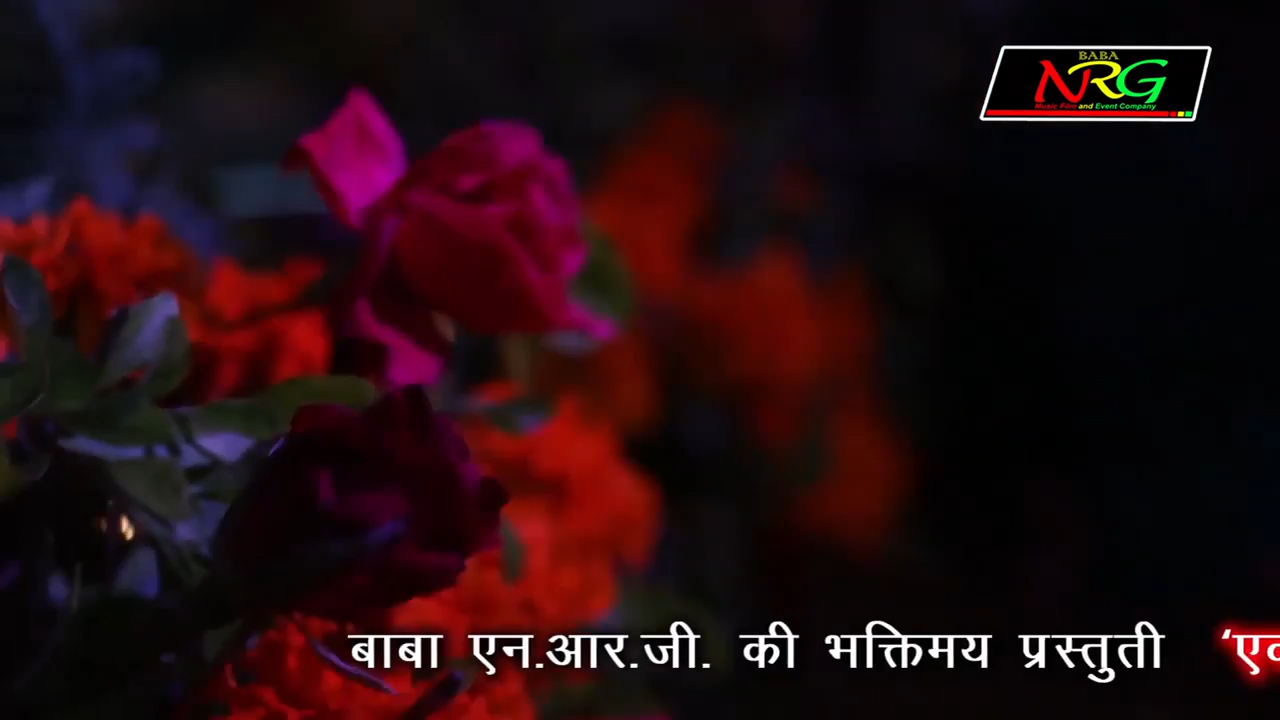 BABA
NRG
Music Film and Event Company
बाबा एन.आर.जी. की भक्तिमय प्रस्तुती